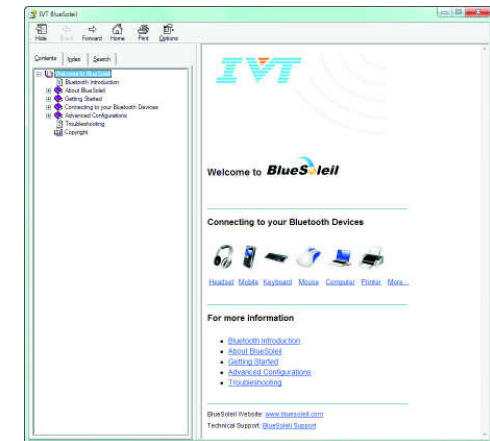 IVT BlueSoleil
Hide Back Forward Home Print Options
Contents Index Search
Welcome to BlueSoleil
Bluetooth Introduction
About BlueSoleil
Getting Started
Connecting to your Bluetooth Devices
Advanced Configurations
Troubleshooting
Copyright
IVT
Welcome to BlueSoleil
Connecting to your Bluetooth Devices
Headset Mobile Keyboard Mouse Computer Printer More...
For more information
Bluetooth Introduction
About BlueSoleil
Getting Started
Advanced Configurations
Troubleshooting
BlueSoleil Website: www.bluesoleil.com
Technical Support: BlueSoleil Support